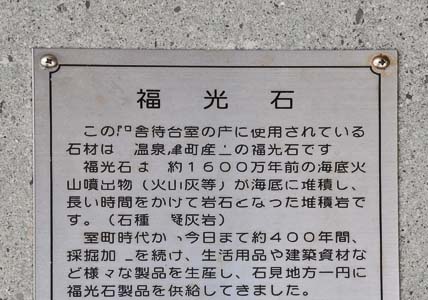 福光石
この舎待台室の に使用されている
石材は 温泉津町産 の福光石です
福光石は 約1600万年前の海底火
山噴出物（火山灰等）が海底に堆積し、
長い時間をかけて岩石となった堆積岩で
す。（石種 凝灰岩）
室町時代か 今日まで約400年間、
採掘加 を続け、生活用品や建築資材な
ど様々な製品を生産し、石見地方一円に
福光石製品を供給してきました。